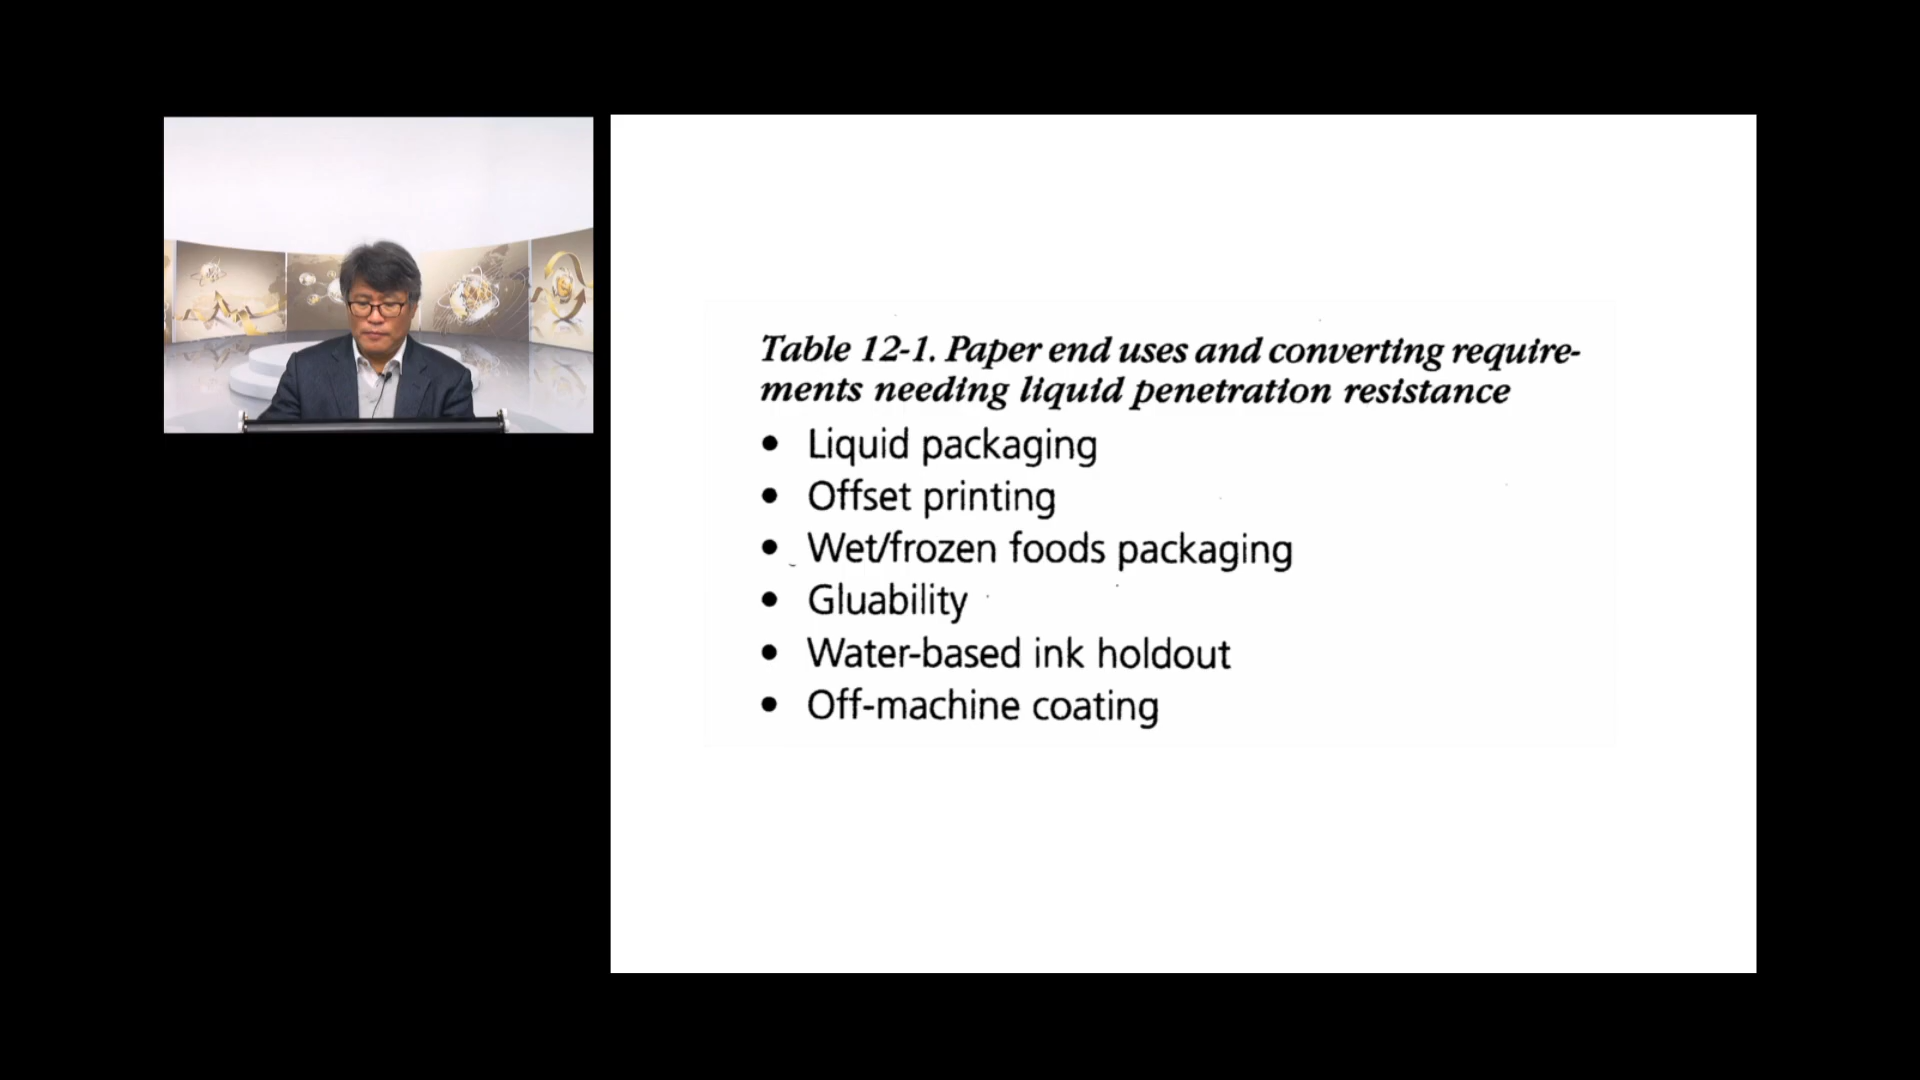 Table 12-1. Paper end uses and converting require-
ments needing liquid penetration resistance
• Liquid packaging
• Offset printing
• Wet/frozen foods packaging
• Gluability
• Water-based ink holdout
• Off-machine coating